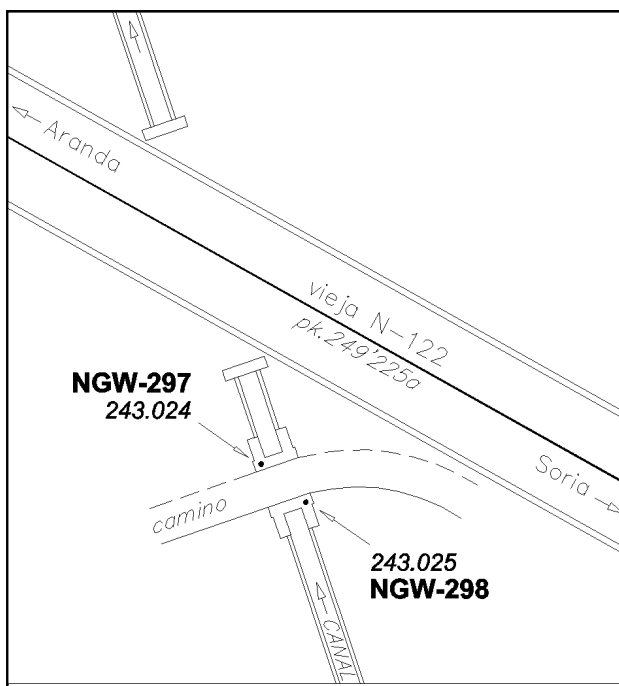 Aranda
vieja N-122
pk.249'225a
NGW-297
243.024
Soria
camino
243.025
NGW-298
CANAL